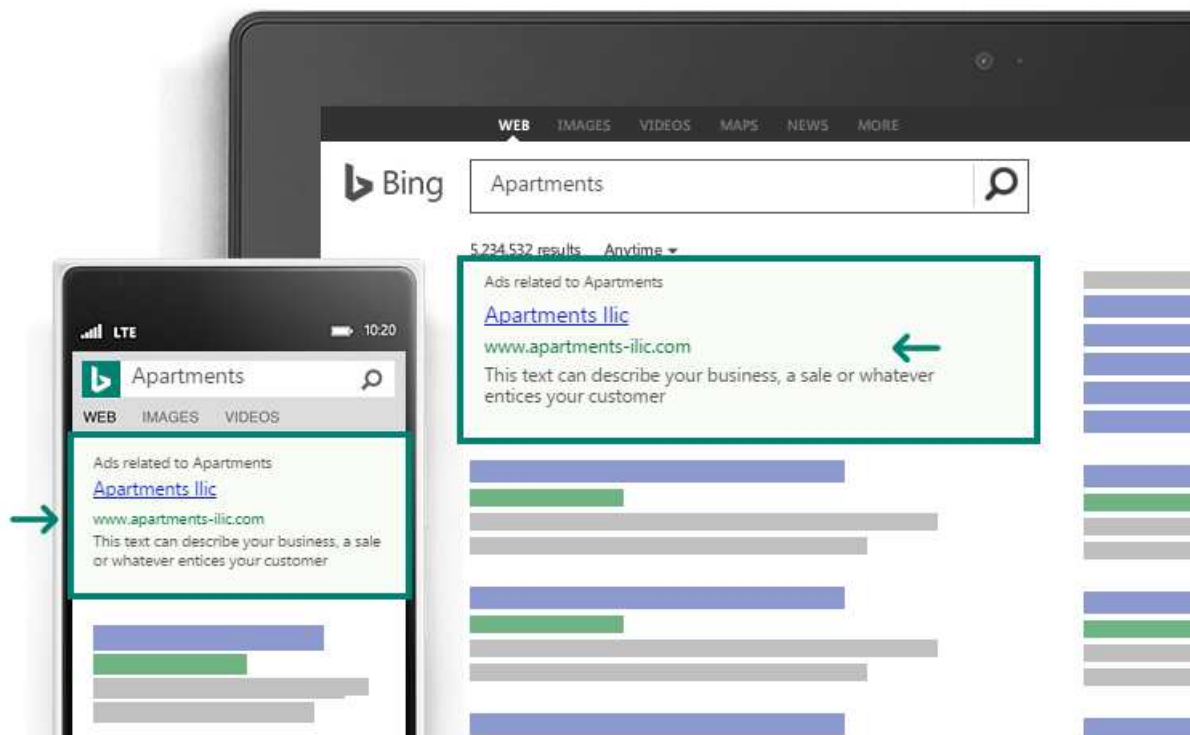 WEB IMAGES VIDEOS MAPS NEWS MORE
Bing
Apartments
5,234,532 results Anytime
Ads related to Apartments
Apartments Ilic
www.apartments-ilic.com
This text can describe your business, a sale or whatever
entices your customer
LTE 10:20
Apartments
WEB IMAGES VIDEOS
Ads related to Apartments
Apartments Ilic
www.apartments-ilic.com
This text can describe your business, a sale
or whatever entices your customer